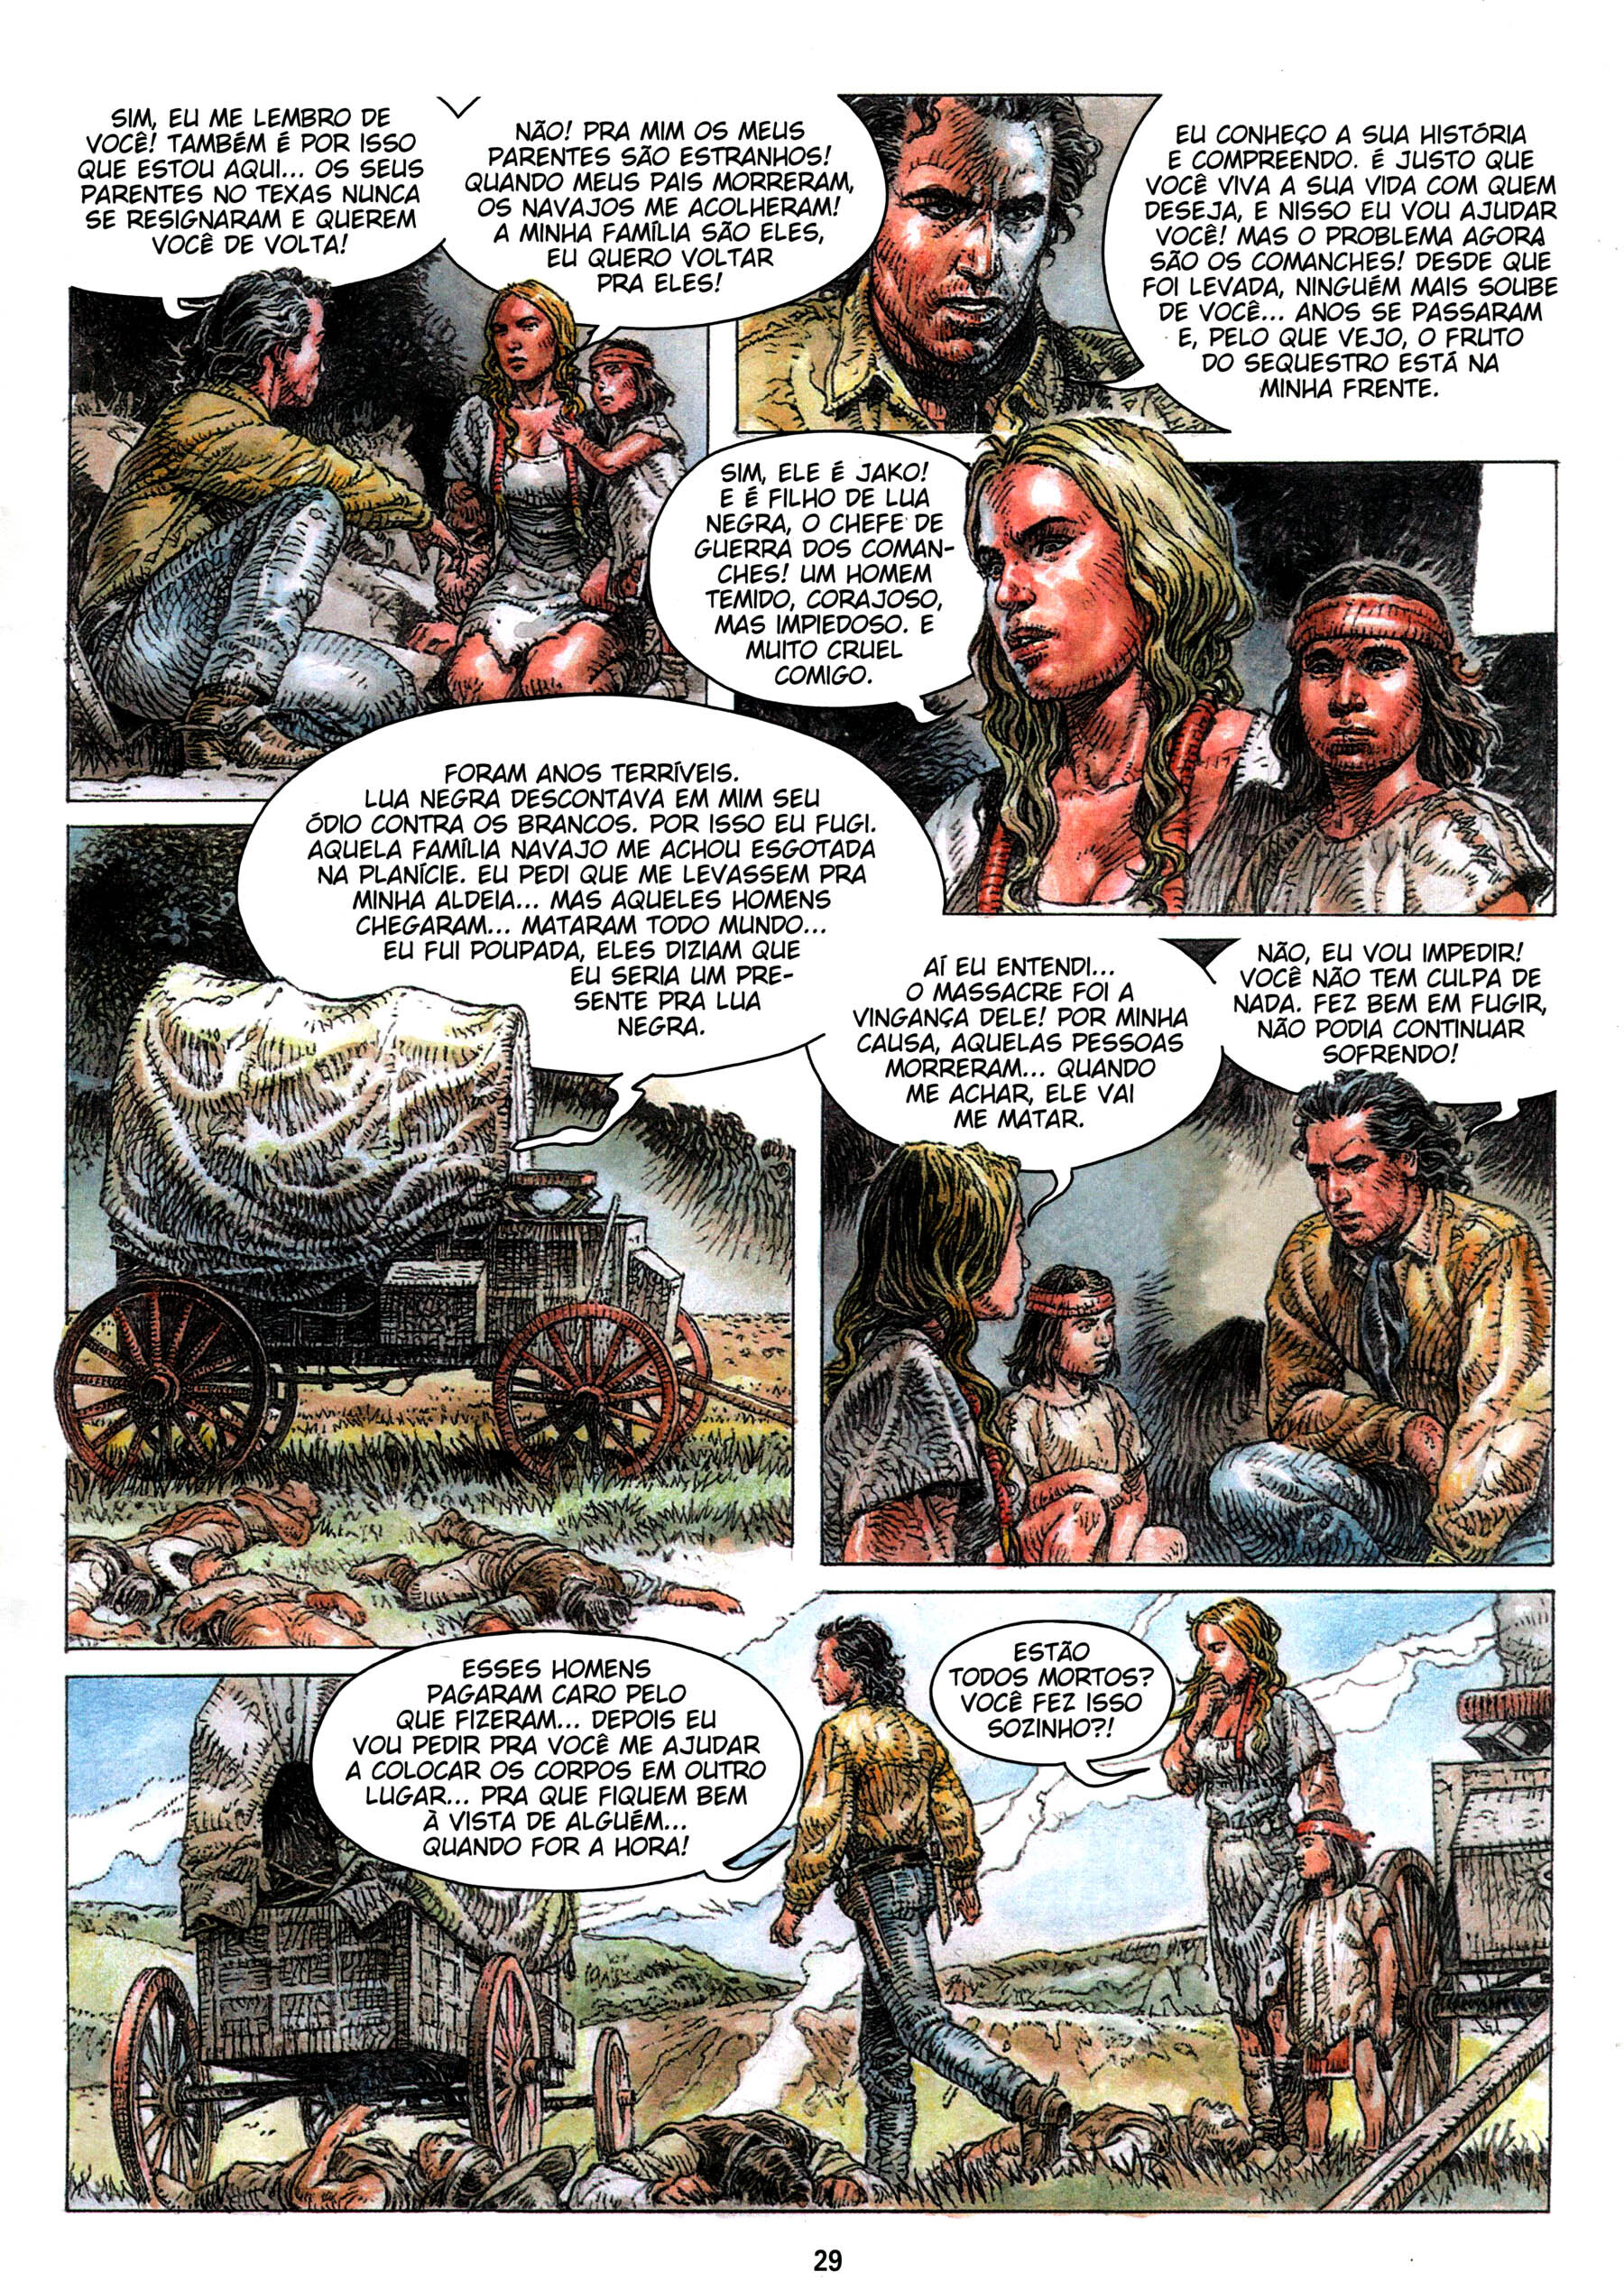 SIM, EU ME LEMBRO DE
VOCÊ! TAMBÉM É POR ISSO
QUE ESTOU AQUI... OS SEUS
PARENTES NO TEXAS NUNCA
SE RESIGNARAM E QUEREM
VOCÊ DE VOLTA!
NÃO! PRA MIM OS MEUS
PARENTES SÃO ESTRANHOS!
QUANDO MEUS PAIS MORRERAM,
OS NAVAJOS ME ACOLHERAM!
A MINHA FAMÍLIA SÃO ELES,
EU QUERO VOLTAR
PRA ELES!
EU CONHEÇO A SUA HISTÓRIA
E COMPREENDO. É JUSTO QUE
VOCÊ VIVA A SUA VIDA COM QUEM
DESEJA, E NISSO EU VOU AJUDAR
VOCÊ! MAS O PROBLEMA AGORA
SÃO OS COMANCHES! DESDE QUE
FOI LEVADA, NINGUÉM MAIS SOUBE
DE VOCÊ... ANOS SE PASSARAM
E, PELO QUE VEJO, O FRUTO
DO SEQUESTRO ESTÁ NA
MINHA FRENTE.
SIM, ELE É JAKO!
E É FILHO DE LUA
NEGRA, O CHEFE DE
GUERRA DOS COMAN-
CHES! UM HOMEM
TEMIDO, CORAJOSO,
MAS IMPIEDOSO. E
MUITO CRUEL
COMIGO.
FORAM ANOS TERRÍVEIS.
LUA NEGRA DESCONTAVA EM MIM SEU
ÓDIO CONTRA OS BRANCOS. POR ISSO EU FUGI.
AQUELA FAMÍLIA NAVAJO ME ACHOU ESGOTADA
NA PLANÍCIE. EU PEDI QUE ME LEVASSEM PRA
MINHA ALDEIA... MAS AQUELES HOMENS
CHEGARAM... MATARAM TODO MUNDO...
EU FUI POUPADA, ELES DIZIAM QUE
EU SERIA UM PRE-
SENTE PRA LUA
NEGRA.
AÍ EU ENTENDI...
O MASSACRE FOI A
VINGANÇA DELE! POR MINHA
CAUSA, AQUELAS PESSOAS
MORRERAM... QUANDO
ME ACHAR, ELE VAI
ME MATAR.
NÃO, EU VOU IMPEDIR!
VOCÊ NÃO TEM CULPA DE
NADA. FEZ BEM EM FUGIR,
NÃO PODIA CONTINUAR
SOFRENDO!
ESSES HOMENS
PAGARAM CARO PELO
QUE FIZERAM... DEPOIS EU
VOU PEDIR PRA VOCÊ ME AJUDAR
A COLOCAR OS CORPOS EM OUTRO
LUGAR... PRA QUE FIQUEM BEM
À VISTA DE ALGUÉM...
QUANDO FOR A HORA!
ESTÃO
TODOS MORTOS?
VOCÊ FEZ ISSO
SOZINHO?!
29